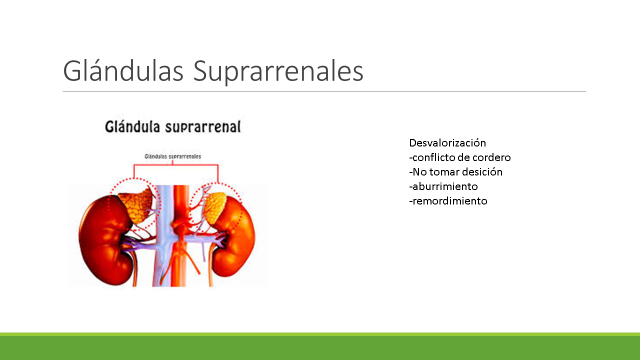 Glándulas Suprarrenales
Glándula suprarrenal
Glándulas suprarrenales
Desvalorización
-conflicto de cordero
-No tomar desición
-aburrimiento
-remordimiento